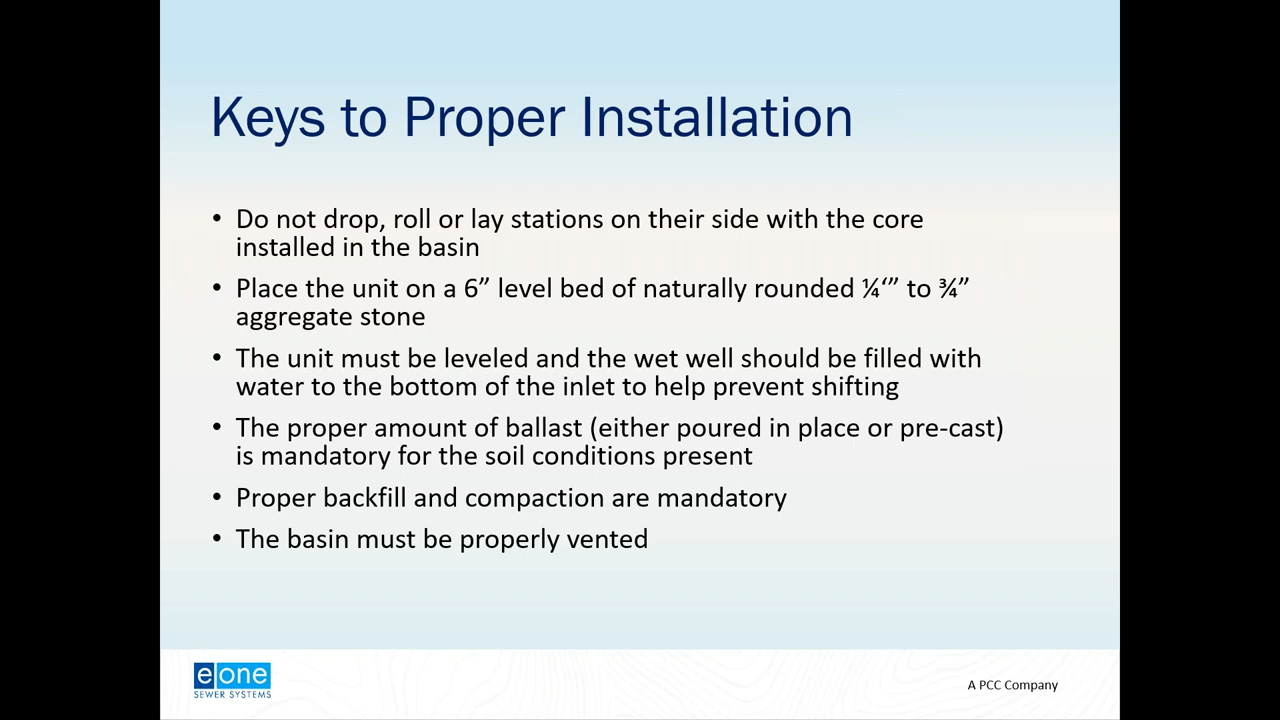 Keys to Proper Installation
• Do not drop, roll or lay stations on their side with the core
installed in the basin
• Place the unit on a 6” level bed of naturally rounded ¼‘” to ¾”
aggregate stone
• The unit must be leveled and the wet well should be filled with
water to the bottom of the inlet to help prevent shifting
• The proper amount of ballast (either poured in place or pre-cast)
is mandatory for the soil conditions present
• Proper backfill and compaction are mandatory
• The basin must be properly vented
e one
SEWER SYSTEMS
A PCC Company